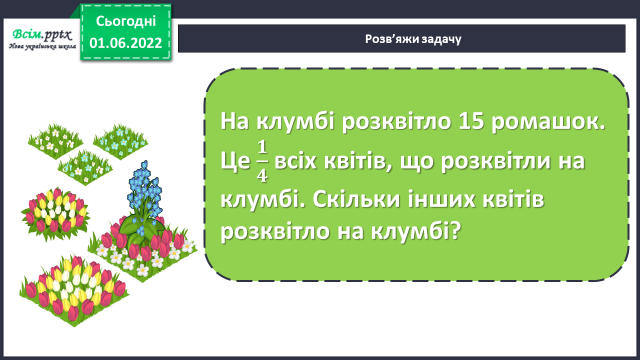 Всім.pptx
Нова українська школа
Сьогодні
01.06.2022
Розв'яжи задачу
На клумбі розквітло 15 ромашок.
Це 1/4 всіх квітів, що розквітли на
клумбі. Скільки інших квітів
розквітло на клумбі?